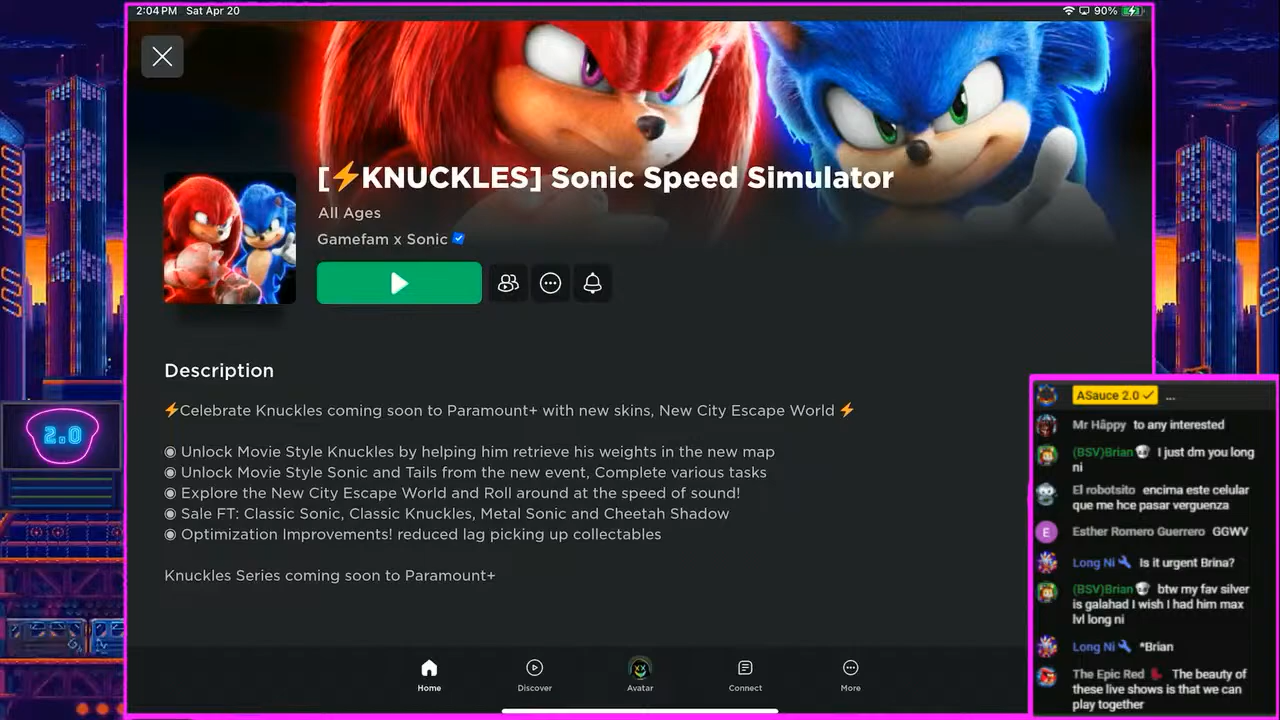 2:04 PM Sat Apr 20
90%
[⚡KNUCKLES] Sonic Speed Simulator
All Ages
Gamefam x Sonic
Description
⚡Celebrate Knuckles coming soon to Paramount+ with new skins, New City Escape World ⚡
◉ Unlock Movie Style Knuckles by helping him retrieve his weights in the new map
◉ Unlock Movie Style Sonic and Tails from the new event, Complete various tasks
◉ Explore the New City Escape World and Roll around at the speed of sound!
◉ Sale FT: Classic Sonic, Classic Knuckles, Metal Sonic and Cheetah Shadow
◉ Optimization Improvements! reduced lag picking up collectables
Knuckles Series coming soon to Paramount+
Home
Discover
Avatar
Connect
More
2.0
ASauce 2.0 ✓ ...
Mr Hãppy to any interested
(BSV)Brian I just dm you long
ni
El robotsito encima este celular
que me hce pasar verguenza
E
Esther Romero Guerrero GGWV
Long Ni Is it urgent Brina?
(BSV)Brian btw my fav silver
is galahad I wish I had him max
lvl long ni
Long Ni *Brian
The Epic Red The beauty of
these live shows is that we can
play together